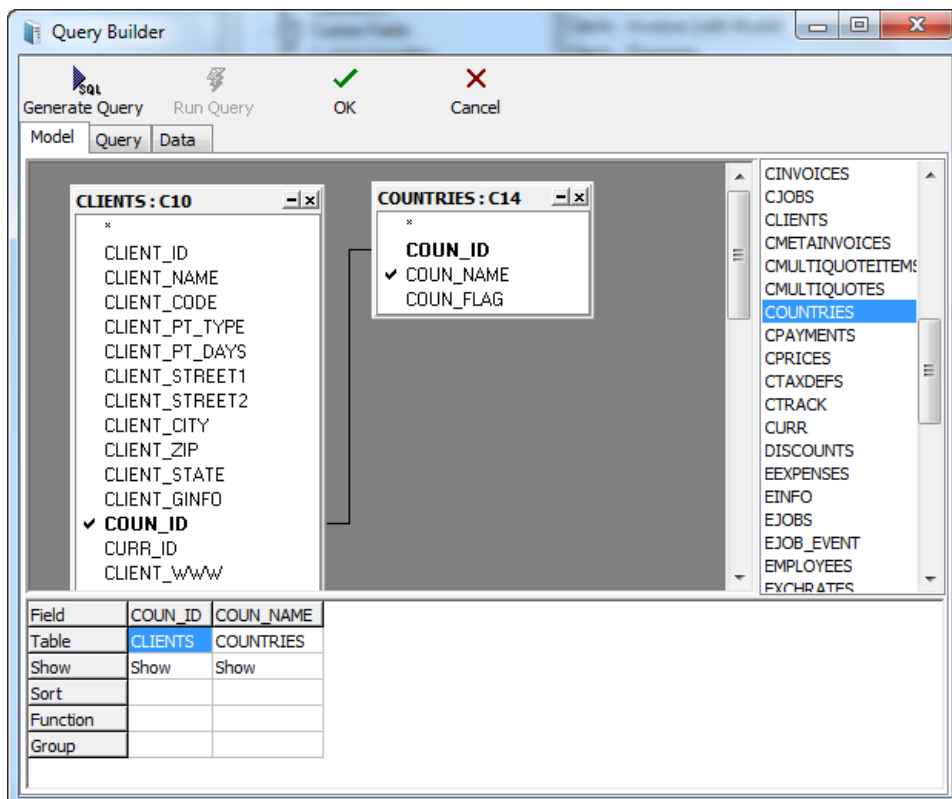 Query Builder
Generate Query
SQL
Run Query
OK
Cancel
Model
Query
Data
CLIENTS : C10
*
CLIENT_ID
CLIENT_NAME
CLIENT_CODE
CLIENT_PT_TYPE
CLIENT_PT_DAYS
CLIENT_STREET1
CLIENT_STREET2
CLIENT_CITY
CLIENT_ZIP
CLIENT_STATE
CLIENT_GINFO
COUN_ID
CURR_ID
CLIENT_WWW
COUNTRIES : C14
*
COUN_ID
COUN_NAME
COUN_FLAG
CINVOICES
CJOBS
CLIENTS
CMETAINVOICES
CMULTIQUOTEITEMS
CMULTIQUOTES
COUNTRIES
CPAYMENTS
CPRICES
CTAXDEFS
CTRACK
CURR
DISCOUNTS
EEXPENSES
EINFO
EJOBS
EJOB_EVENT
EMPLOYEES
EXCHRATES
Field COUN_ID COUN_NAME
Table CLIENTS COUNTRIES
Show Show Show
Sort
Function
Group